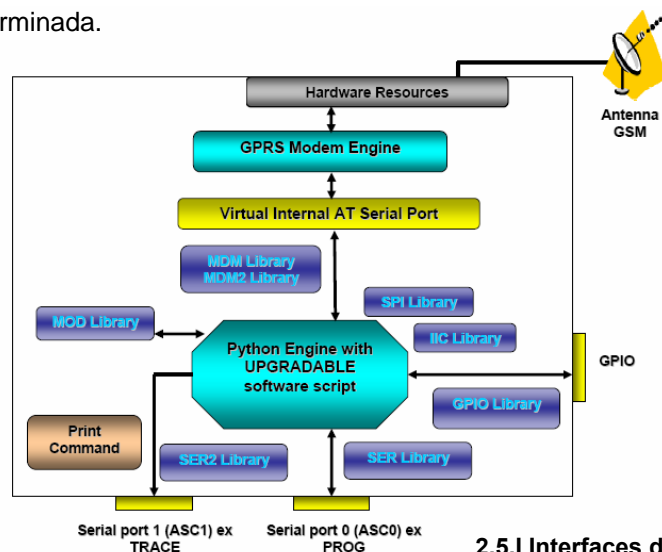 rminada.
Hardware Resources
Antenna
GSM
GPRS Modem Engine
Virtual Internal AT Serial Port
MDM Library
MDM2 Library
SPI Library
MOD Library
IIC Library
Python Engine with
UPGRADABLE
software script
GPIO
GPIO Library
Print
Command
SER2 Library
SER Library
Serial port 1 (ASC1) ex
TRACE
Serial port 0 (ASC0) ex
PROG
2.5.I Interfaces d